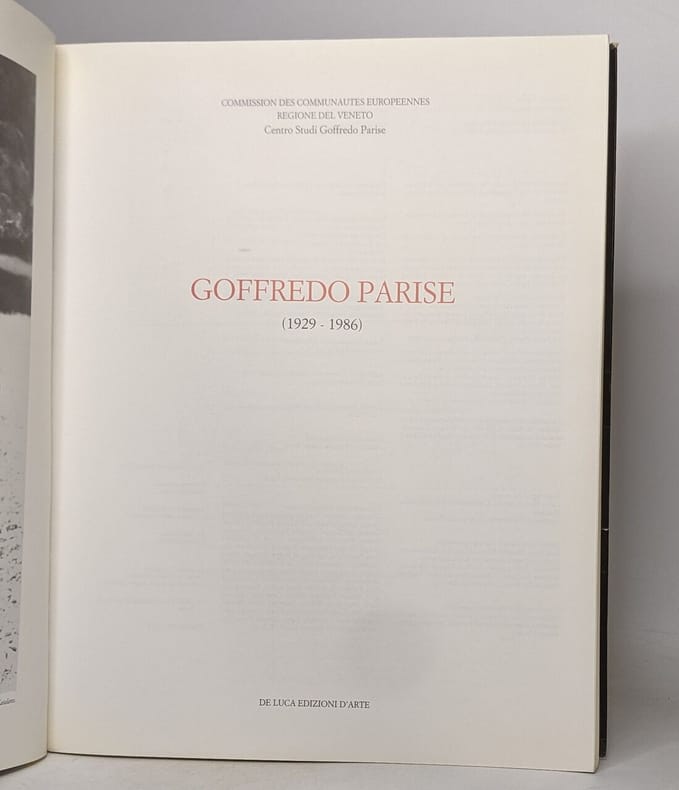 COMMISSION DES COMMUNAUTES EUROPEENNES
REGIONE DEL VENETO
Centro Studi Goffredo Parise
GOFFREDO PARISE
(1929 - 1986)
DE LUCA EDIZIONI D'ARTE